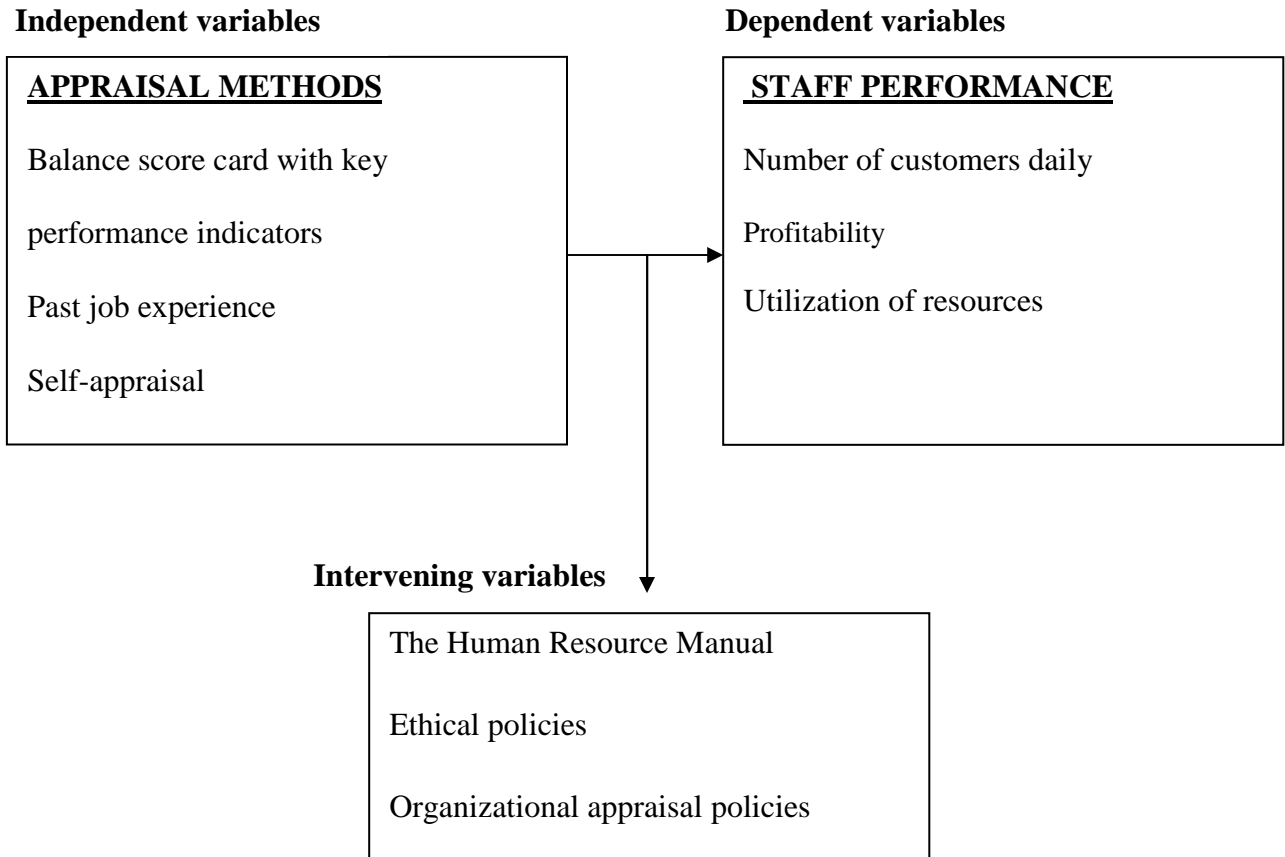 Independent variables
Dependent variables
APPRAISAL METHODS
Balance score card with key
performance indicators
Past job experience
Self-appraisal
STAFF PERFORMANCE
Number of customers daily
Profitability
Utilization of resources
Intervening variables
The Human Resource Manual
Ethical policies
Organizational appraisal policies